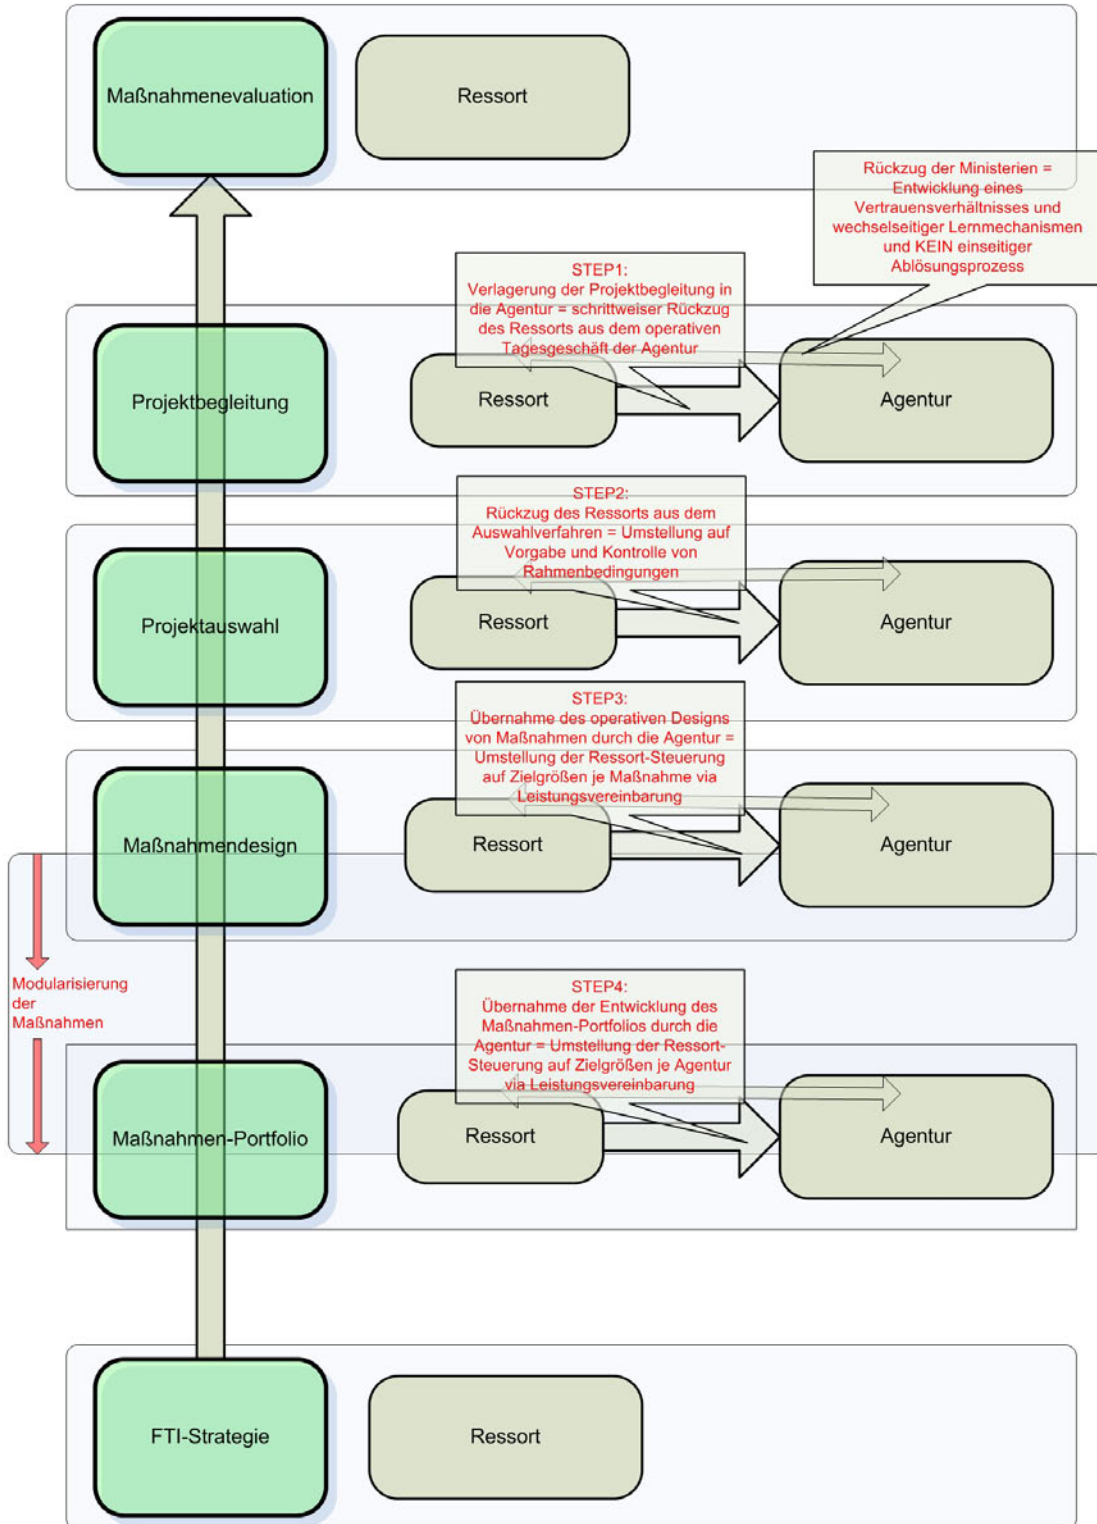 Maßnahmenevaluation
Ressort
Rückzug der Ministerien =
Entwicklung eines
Vertrauensverhältnisses und
wechselseitiger Lernmechanismen
und KEIN einseitiger
Ablösungsprozess
STEP1:
Verlagerung der Projektbegleitung in
die Agentur = schrittweiser Rückzug
des Ressorts aus dem operativen
Tagesgeschäft der Agentur
Projektbegleitung
Ressort
Agentur
STEP2:
Rückzug des Ressorts aus dem
Auswahlverfahren = Umstellung auf
Vorgabe und Kontrolle von
Rahmenbedingungen
Projektauswahl
Ressort
Agentur
STEP3:
Übernahme des operativen Designs
von Maßnahmen durch die Agentur =
Umstellung der Ressort-Steuerung
auf Zielgrößen je Maßnahme via
Leistungsvereinbarung
Maßnahmendesign
Ressort
Agentur
Modularisierung
der
Maßnahmen
STEP4:
Übernahme der Entwicklung des
Maßnahmen-Portfolios durch die
Agentur = Umstellung der Ressort-
Steuerung auf Zielgrößen je Agentur
via Leistungsvereinbarung
Maßnahmen-Portfolio
Ressort
Agentur
FTI-Strategie
Ressort